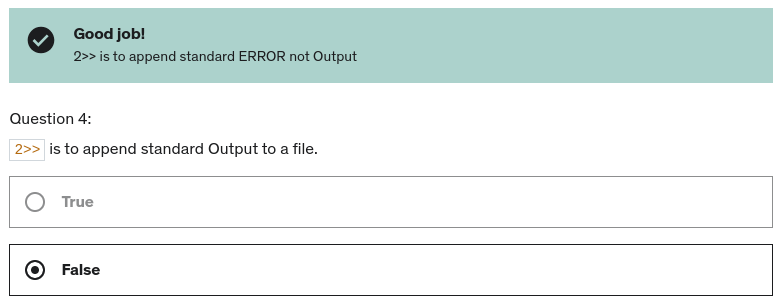 Good job!
2>> is to append standard ERROR not Output
Question 4:
2>> is to append standard Output to a file.
True
False